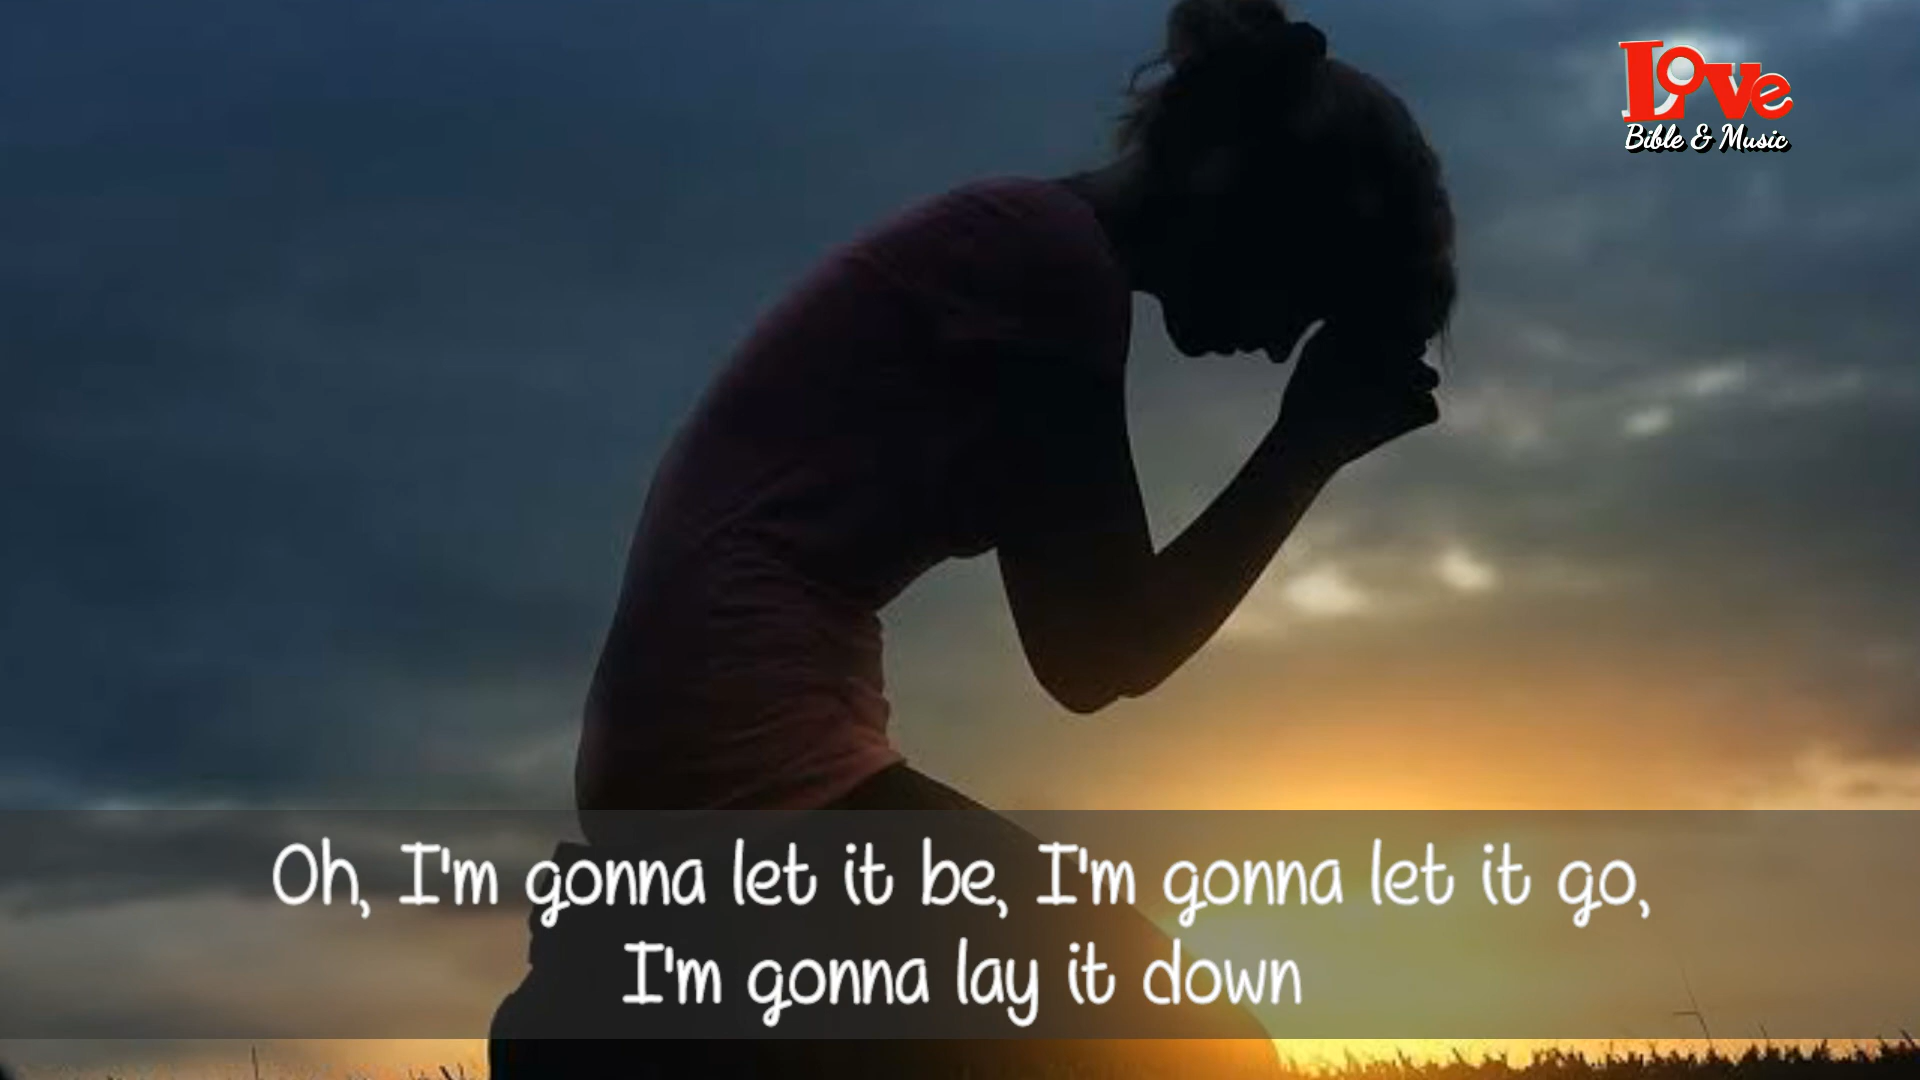 Love
Bible & Music
Oh, I'm gonna let it be, I'm gonna let it go,
I'm gonna lay it down